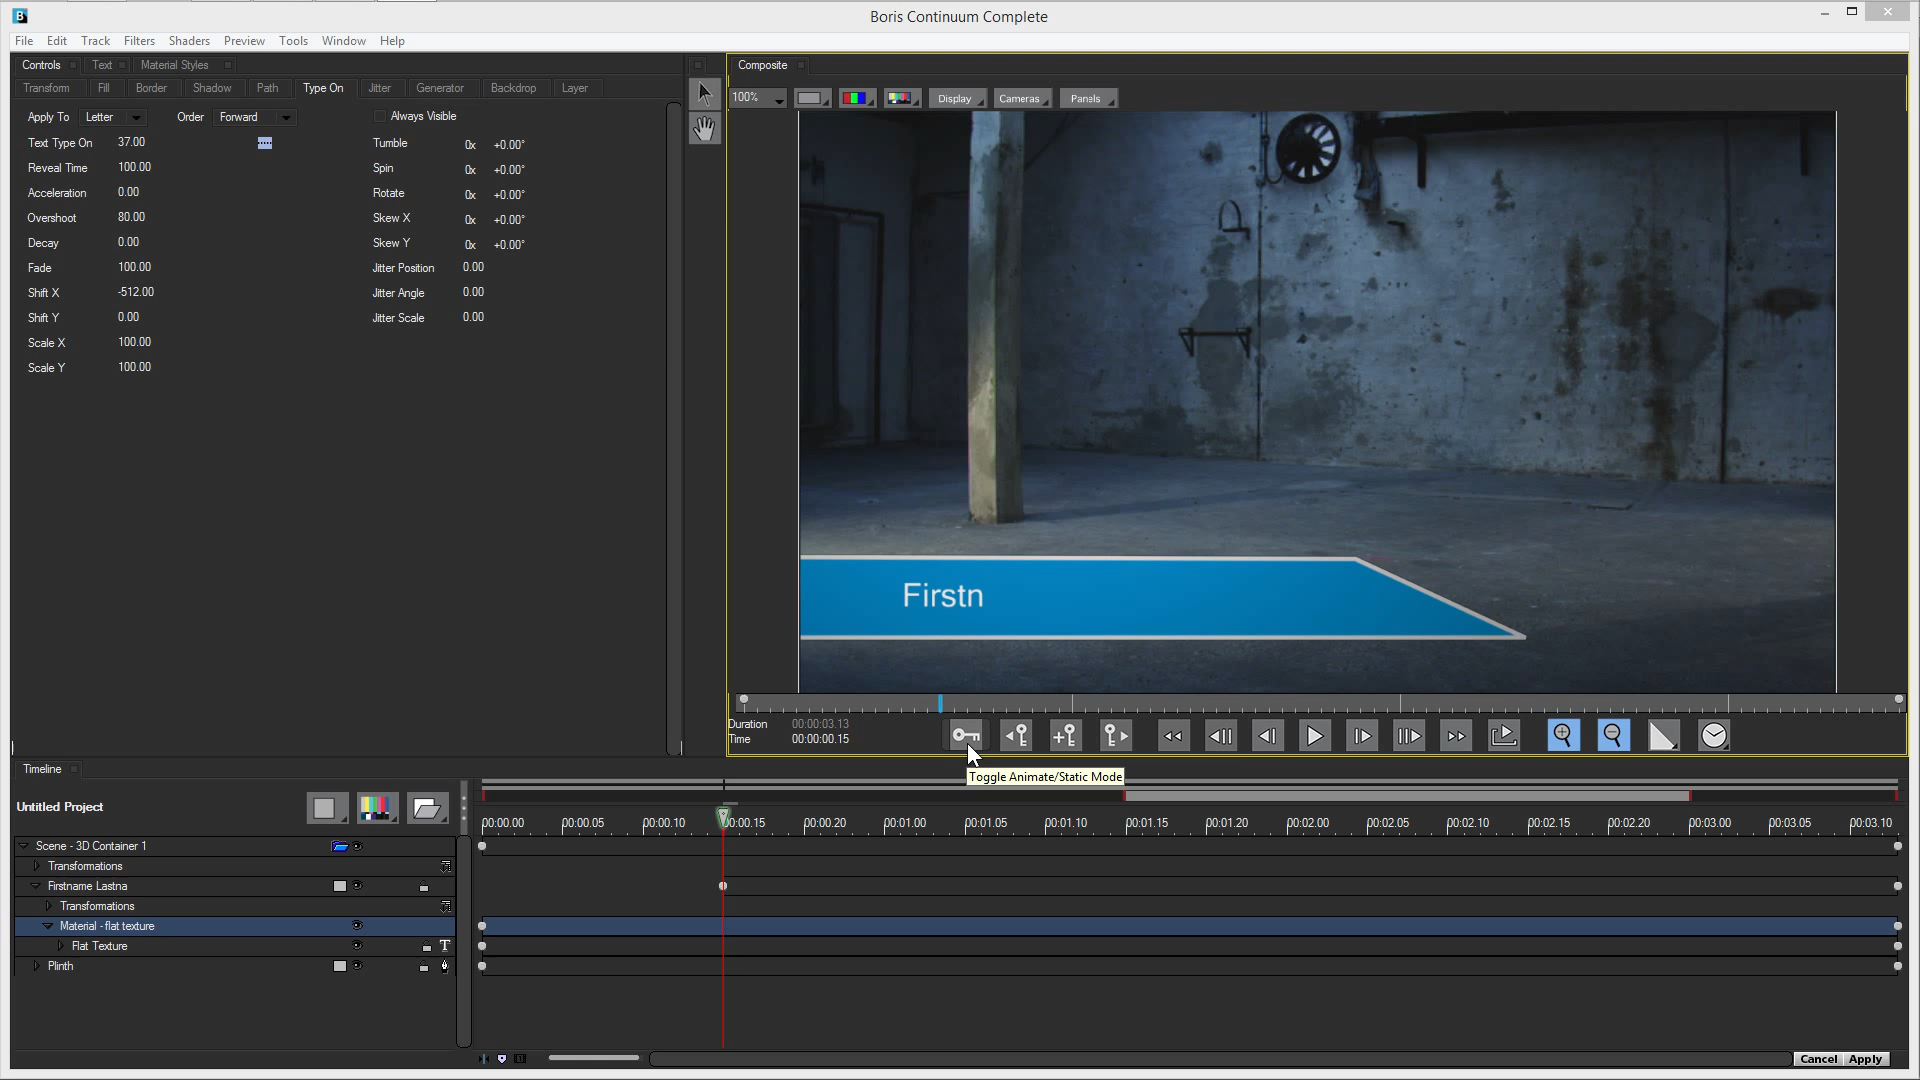 Boris Continuum Complete
File Edit Track Filters Shaders Preview Tools Window Help
Controls Text Material Styles
Composite
Transform Fill Border Shadow Path Type On Jitter Generator Backdrop Layer
100% Display Cameras Panels
Apply To Letter Order Forward Always Visible
Text Type On 37.00 Tumble 0x +0.00°
Reveal Time 100.00 Spin 0x +0.00°
Acceleration 0.00 Rotate 0x +0.00°
Overshoot 80.00 Skew X 0x +0.00°
Decay 0.00 Skew Y 0x +0.00°
Fade 100.00 Jitter Position 0.00
Shift X -512.00 Jitter Angle 0.00
Shift Y 0.00 Jitter Scale 0.00
Scale X 100.00
Scale Y 100.00
Firstn
Duration 00:00:03.13
Time 00:00:00.15
Toggle Animate/Static Mode
Timeline
Untitled Project
00:00.00 00:00.05 00:00.10 00:00.15 00:00.20 00:01.00 00:01.05 00:01.10 00:01.15 00:01.20 00:02.00 00:02.05 00:02.10 00:02.15 00:02.20 00:03.00 00:03.05 00:03.10
Scene - 3D Container 1
Transformations
Firstname Lastna
Transformations
Material - flat texture
Flat Texture T
Plinth
Cancel Apply